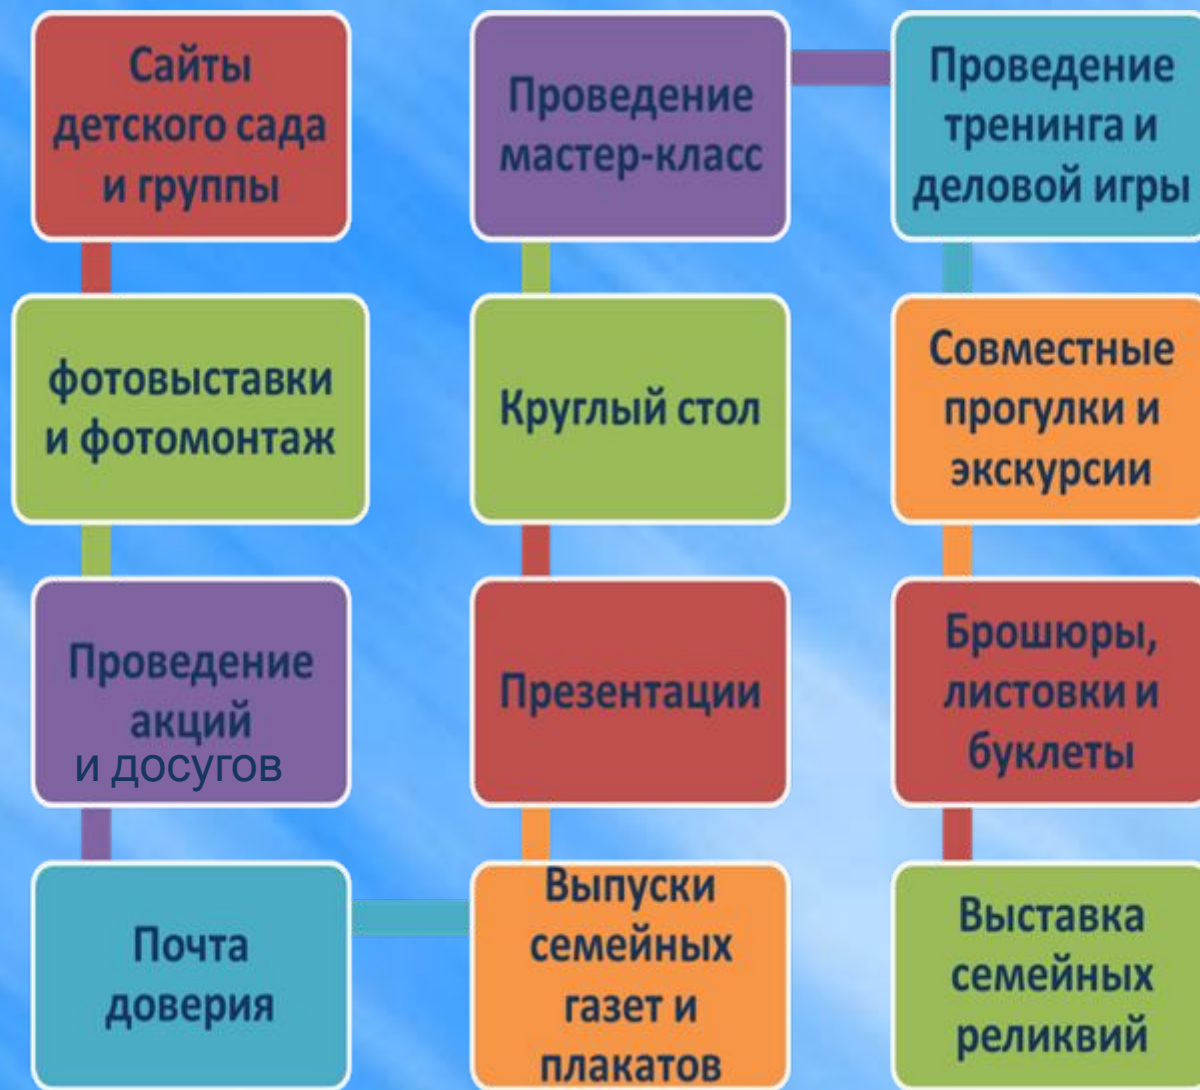 Сайты
детского сада
и группы
фотовыставки
и фотомонтаж
Проведение
акций
и досугов
Почта
доверия
Выпуски
семейных
газет и
плакатов
Презентации
Круглый стол
Проведение
мастер-класс
Проведение
тренинга и
деловой игры
Совместные
прогулки и
экскурсии
Брошюры,
листовки и
буклеты
Выставка
семейных
реликвий